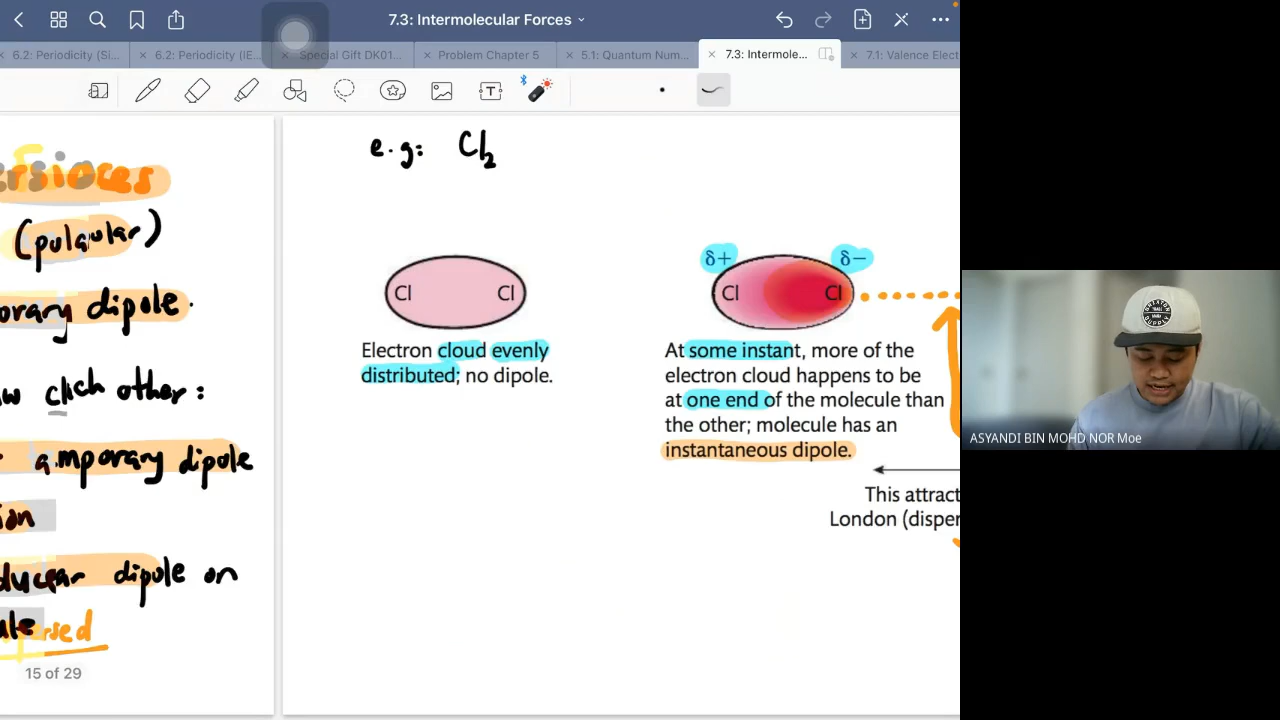 7.3: Intermolecular Forces
6.2: Periodicity (Si...
6.2: Periodicity (IE...
Special Gift DK01...
Problem Chapter 5
5.1: Quantum Num...
7.3: Intermole...
7.1: Valence Elect
T
(
)
orary dipole.
other:
dipole
dipole on
15 of 29
e.g: Cl2
Cl Cl
Electron cloud evenly
distributed; no dipole.
δ+ δ−
Cl Cl
At some instant, more of the
electron cloud happens to be
at one end of the molecule than
the other; molecule has an
instantaneous dipole.
This attract
London (disper
ASYANDI BIN MOHD NOR Moe